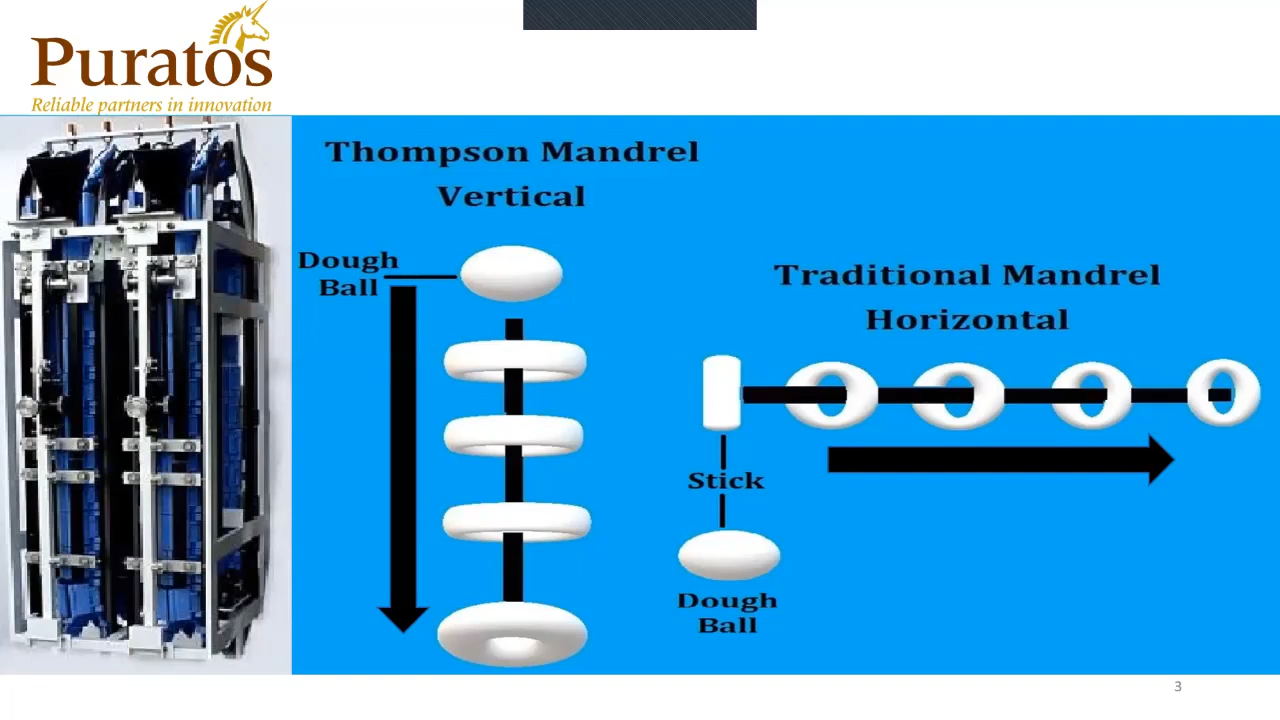 Puratos
Reliable partners in innovation
Thompson Mandrel
Vertical
Dough
Ball
Traditional Mandrel
Horizontal
Stick
Dough
Ball
3